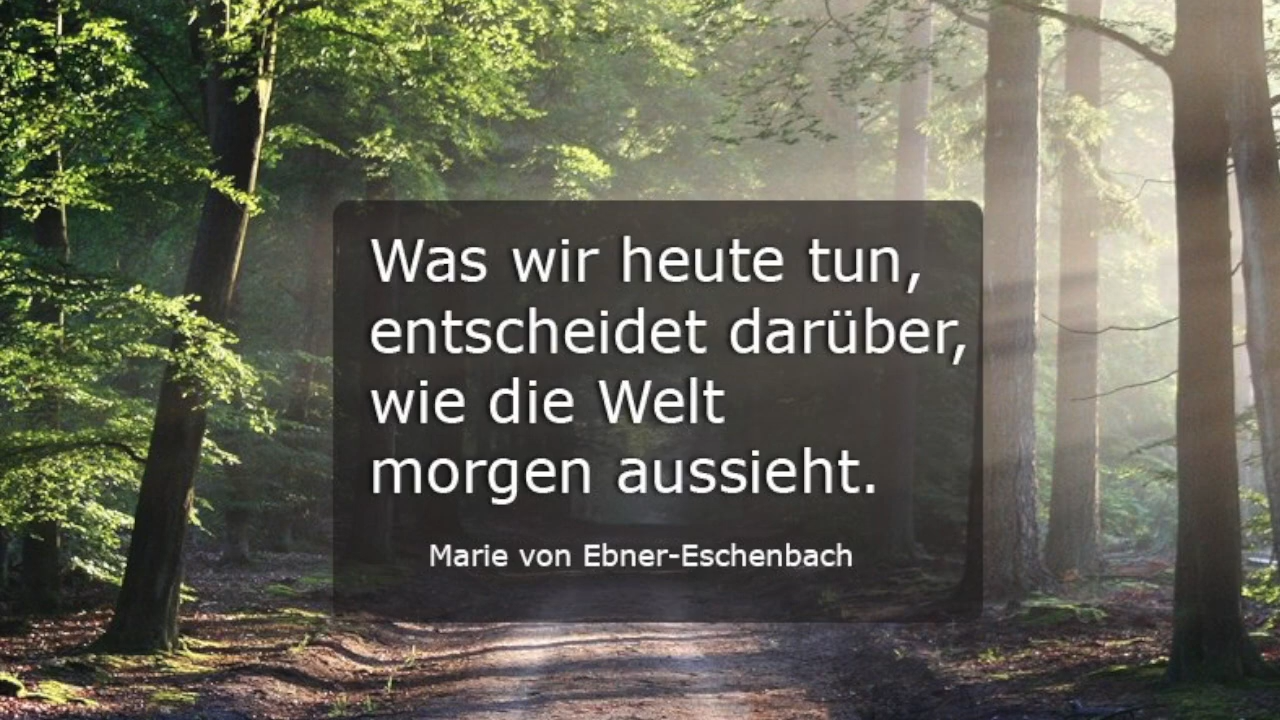 Was wir heute tun,
entscheidet darüber,
wie die Welt
morgen aussieht.
Marie von Ebner-Eschenbach